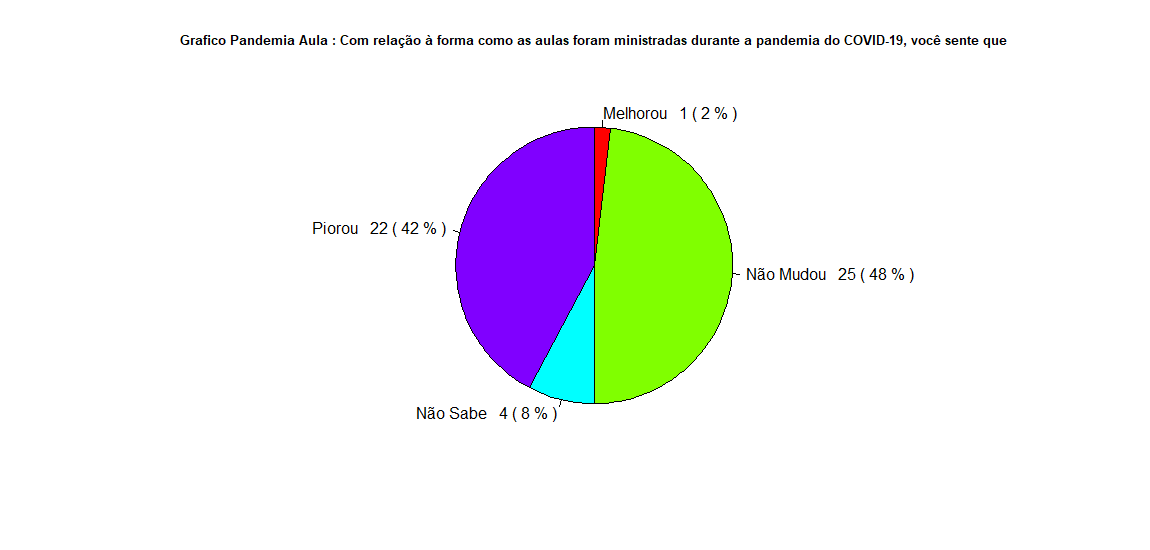 Grafico Pandemia Aula : Com relação à forma como as aulas foram ministradas durante a pandemia do COVID-19, você sente que
Melhorou 1 ( 2 % )
Piorou 22 ( 42 % )
Não Mudou 25 ( 48 % )
Não Sabe 4 ( 8 % )